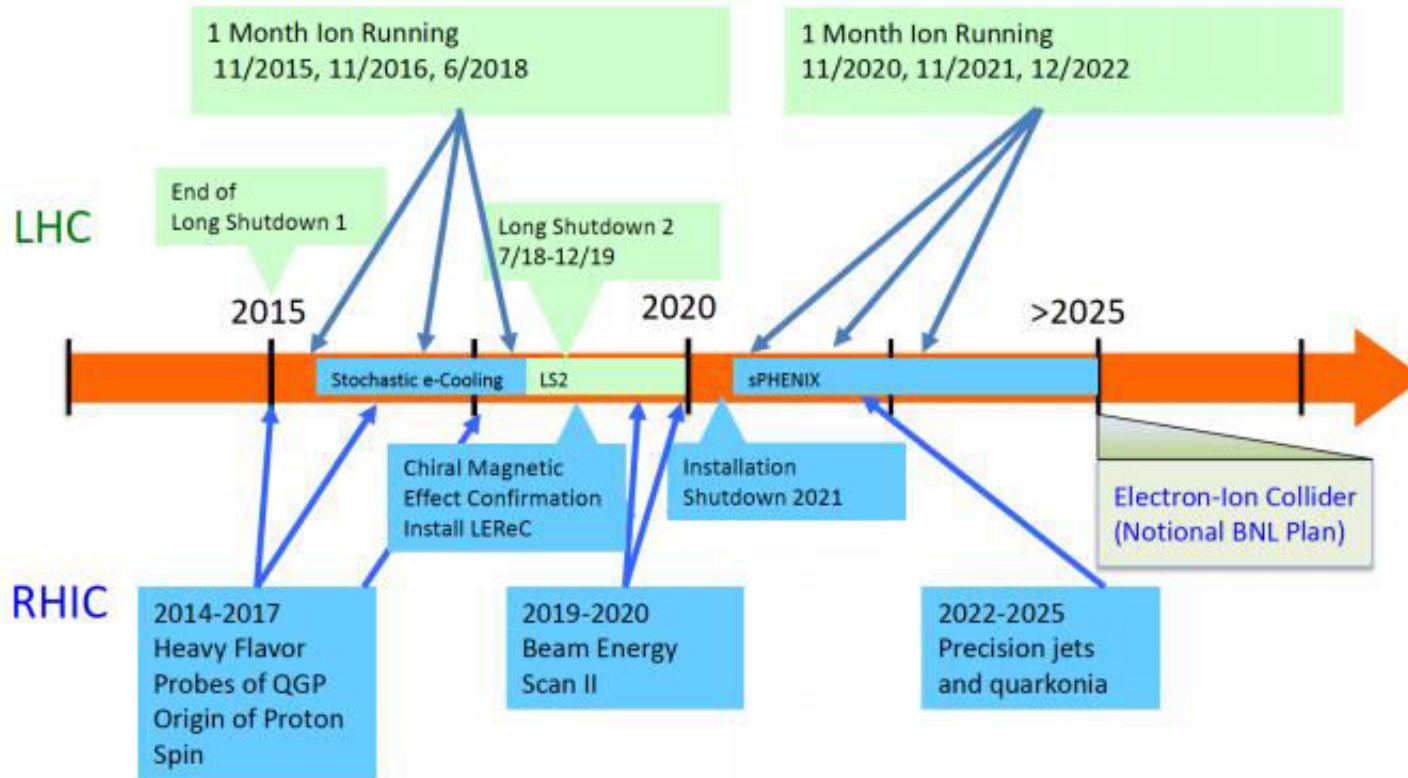 1 Month Ion Running
11/2015, 11/2016, 6/2018
1 Month Ion Running
11/2020, 11/2021, 12/2022
End of
Long Shutdown 1
LHC
Long Shutdown 2
7/18-12/19
2015
2020
>2025
Stochastic e-Cooling
LS2
sPHENIX
Chiral Magnetic
Effect Confirmation
Install LEReC
Installation
Shutdown 2021
Electron-Ion Collider
(Notional BNL Plan)
RHIC
2014-2017
Heavy Flavor
Probes of QGP
Origin of Proton
Spin
2019-2020
Beam Energy
Scan II
2022-2025
Precision jets
and quarkonia